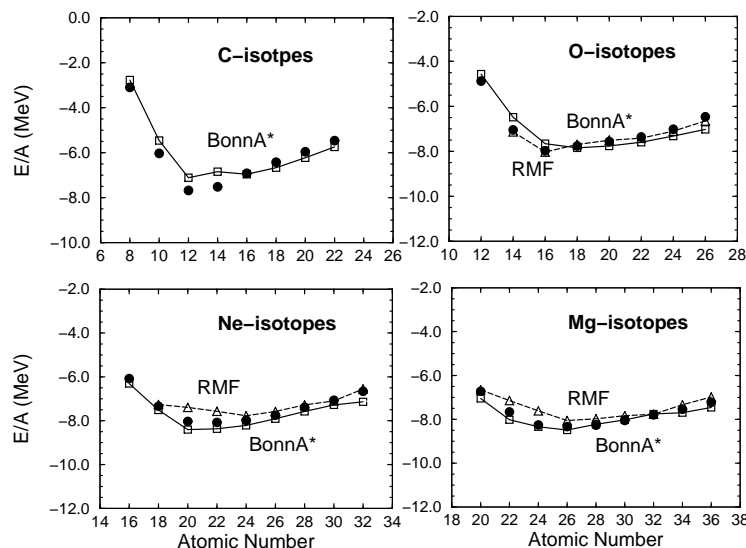 C−isotpes
O−isotopes
E/A (MeV)
0.0
−2.0
−4.0
−6.0
−8.0
−10.0
BonnA*
6 8 10 12 14 16 18 20 22 24 26
−2.0
−4.0
−6.0
−8.0
−10.0
−12.0
BonnA*
RMF
10 12 14 16 18 20 22 24 26 28
Ne−isotopes
Mg−isotopes
E/A (MeV)
−2.0
−4.0
−6.0
−8.0
−10.0
−12.0
RMF
BonnA*
14 16 18 20 22 24 26 28 30 32 34
Atomic Number
−2.0
−4.0
−6.0
−8.0
−10.0
−12.0
RMF
BonnA*
18 20 22 24 26 28 30 32 34 36 38
Atomic Number